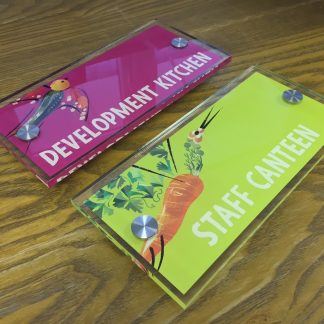 DEVELOPMENT KITCHEN
STAFF CANTEEN